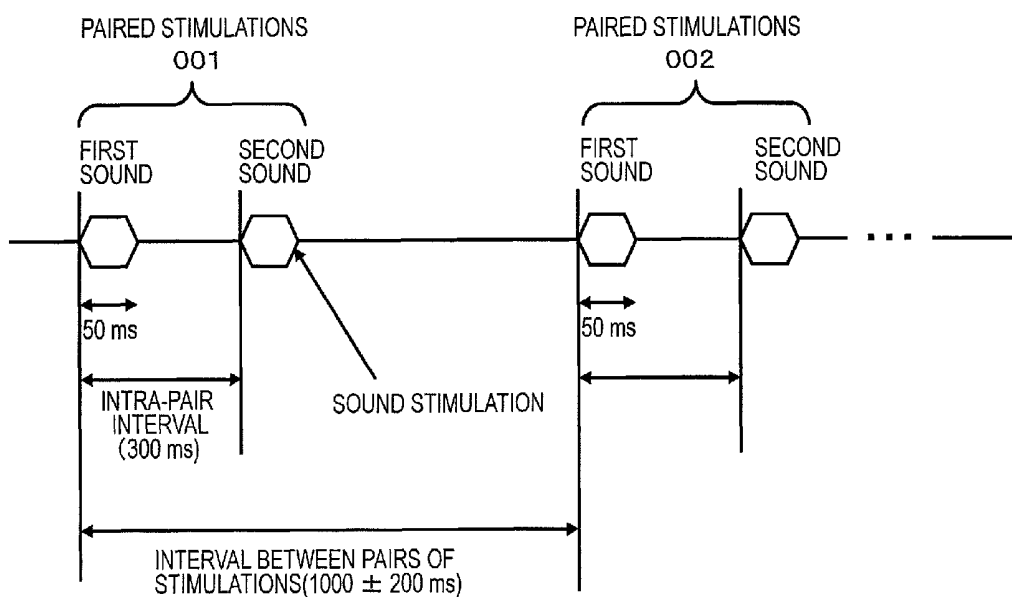 PAIRED STIMULATIONS
001
PAIRED STIMULATIONS
002
FIRST
SOUND
SECOND
SOUND
FIRST
SOUND
SECOND
SOUND
...
50 ms
50 ms
INTRA-PAIR
INTERVAL
(300 ms)
SOUND STIMULATION
INTERVAL BETWEEN PAIRS OF
STIMULATIONS(1000 ± 200 ms)